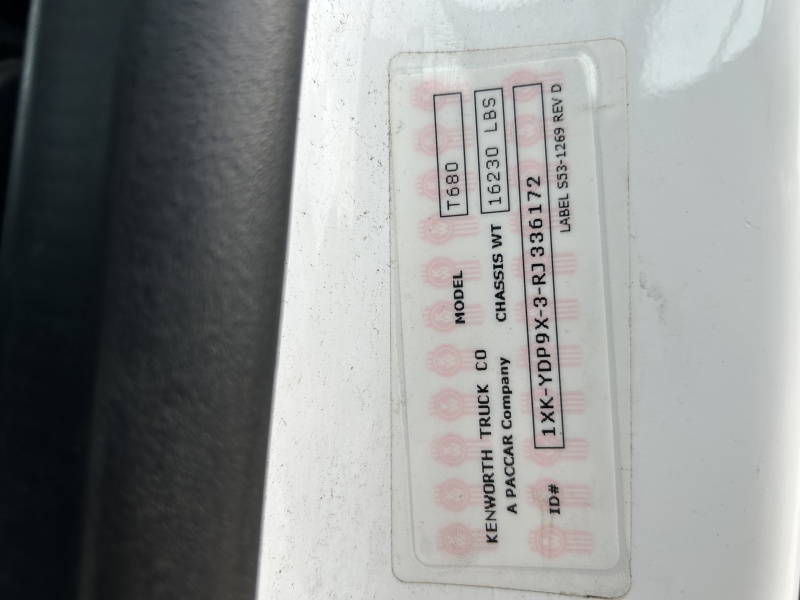 KENWORTH TRUCK CO
A PACCAR Company
MODEL T680
CHASSIS WT 16230 LBS
ID# 1XK-YDP9X-3-RJ336172
LABEL S53-1269 REV D